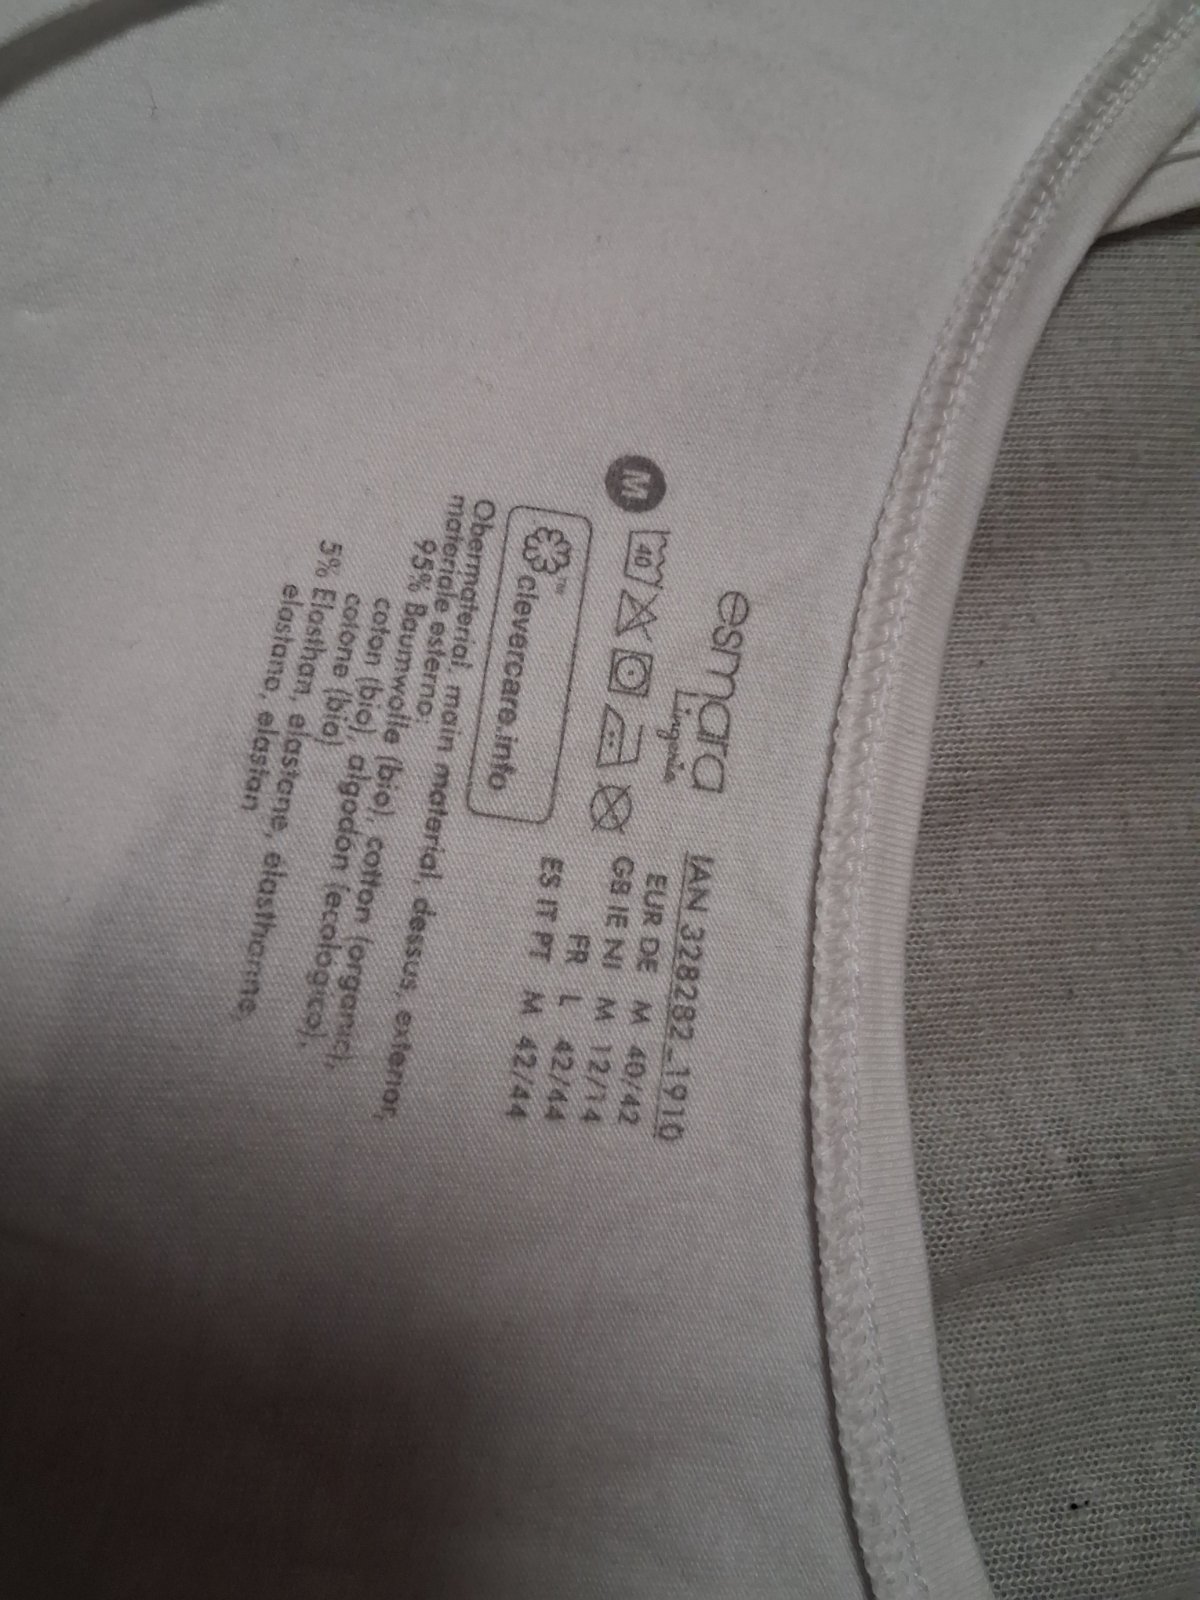 esmara
Lingerie
IAN 328282_1910
M
40
EUR DE M 40/42
GB IE NI M 12/14
FR L 42/44
ES IT PT M 42/44
clevercare.info
TM
Obermaterial, main material, dessus, exterior,
materiale esterno:
95% Baumwolle (bio), cotton (organic),
coton (bio), algodón (ecológico),
cotone (bio)
5% Elasthan, elastane, élasthanne,
elastano, elastan